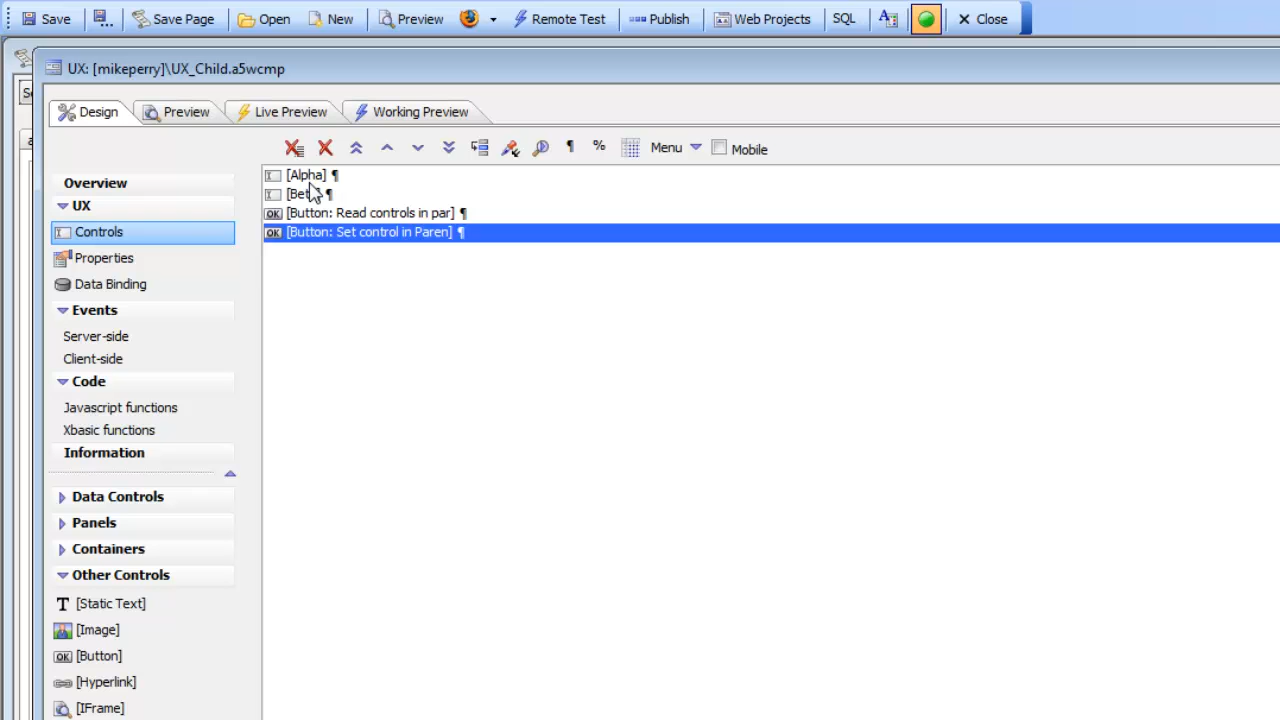 Save Save Page Open New Preview Remote Test Publish Web Projects SQL A Close
UX: [mikeperry]\UX_Child.a5wcmp
Design Preview Live Preview Working Preview
¶ % Menu Mobile
Overview
UX
Controls
Properties
Data Binding
Events
Server-side
Client-side
Code
Javascript functions
Xbasic functions
Information
Data Controls
Panels
Containers
Other Controls
T [Static Text]
[Image]
OK [Button]
[Hyperlink]
[IFrame]
[Alpha] ¶
OK [Button: Read controls in par] ¶
OK [Button: Set control in Paren] ¶